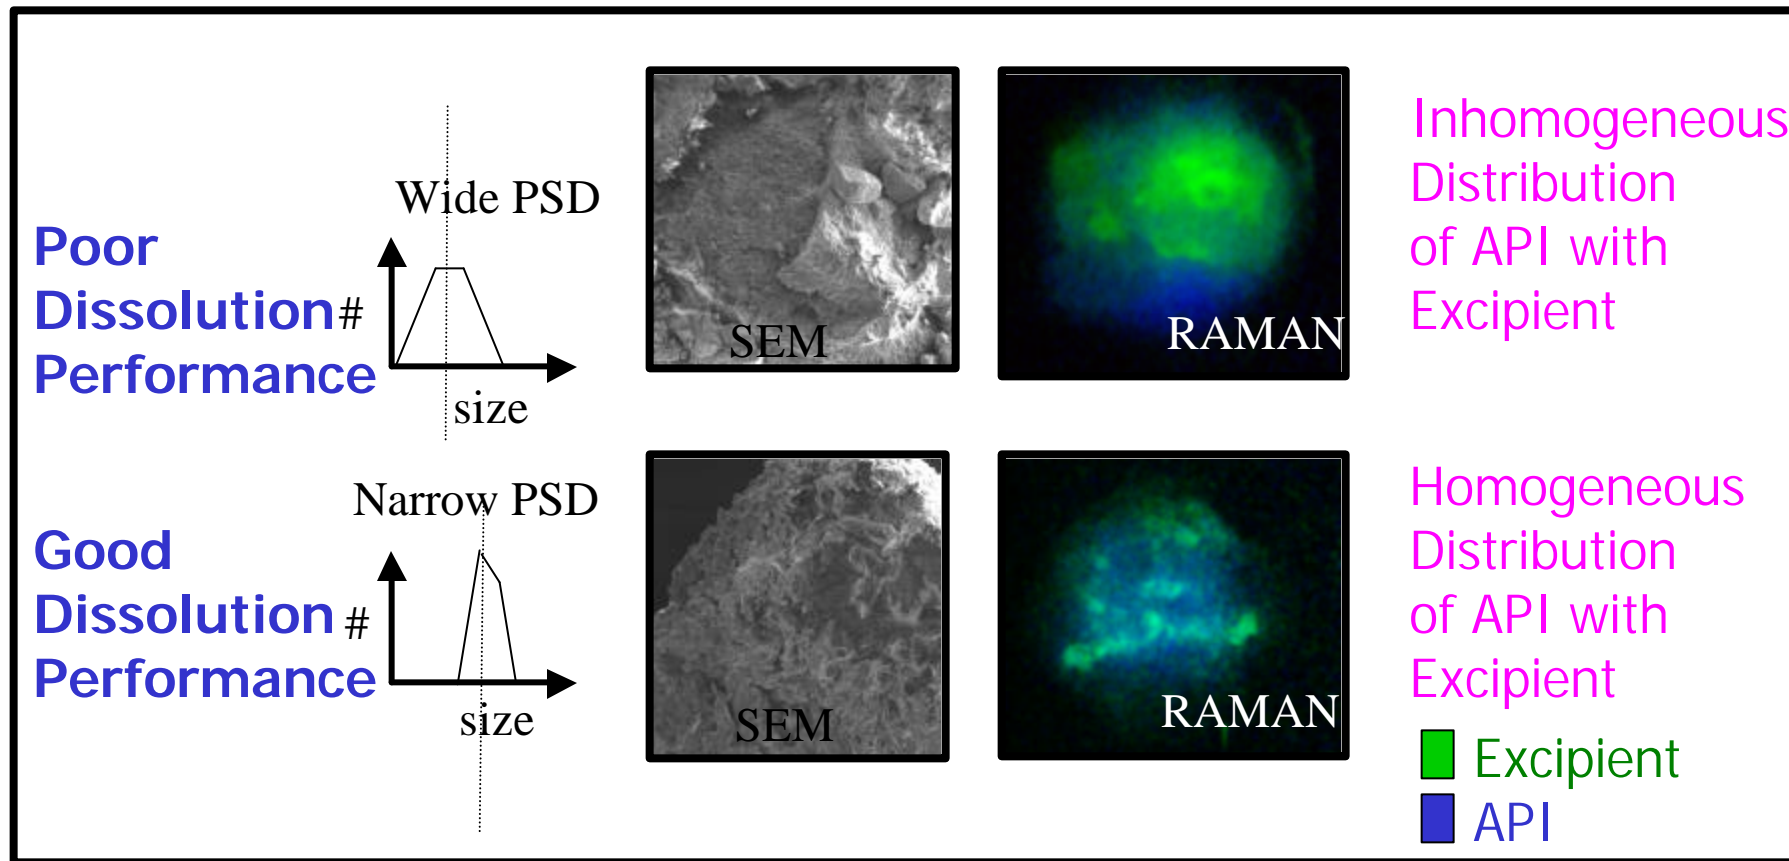 Poor
Dissolution
Performance
Wide PSD
#
size
SEM
RAMAN
Inhomogeneous
Distribution
of API with
Excipient
Good
Dissolution
Performance
Narrow PSD
#
size
SEM
RAMAN
Homogeneous
Distribution
of API with
Excipient
Excipient
API